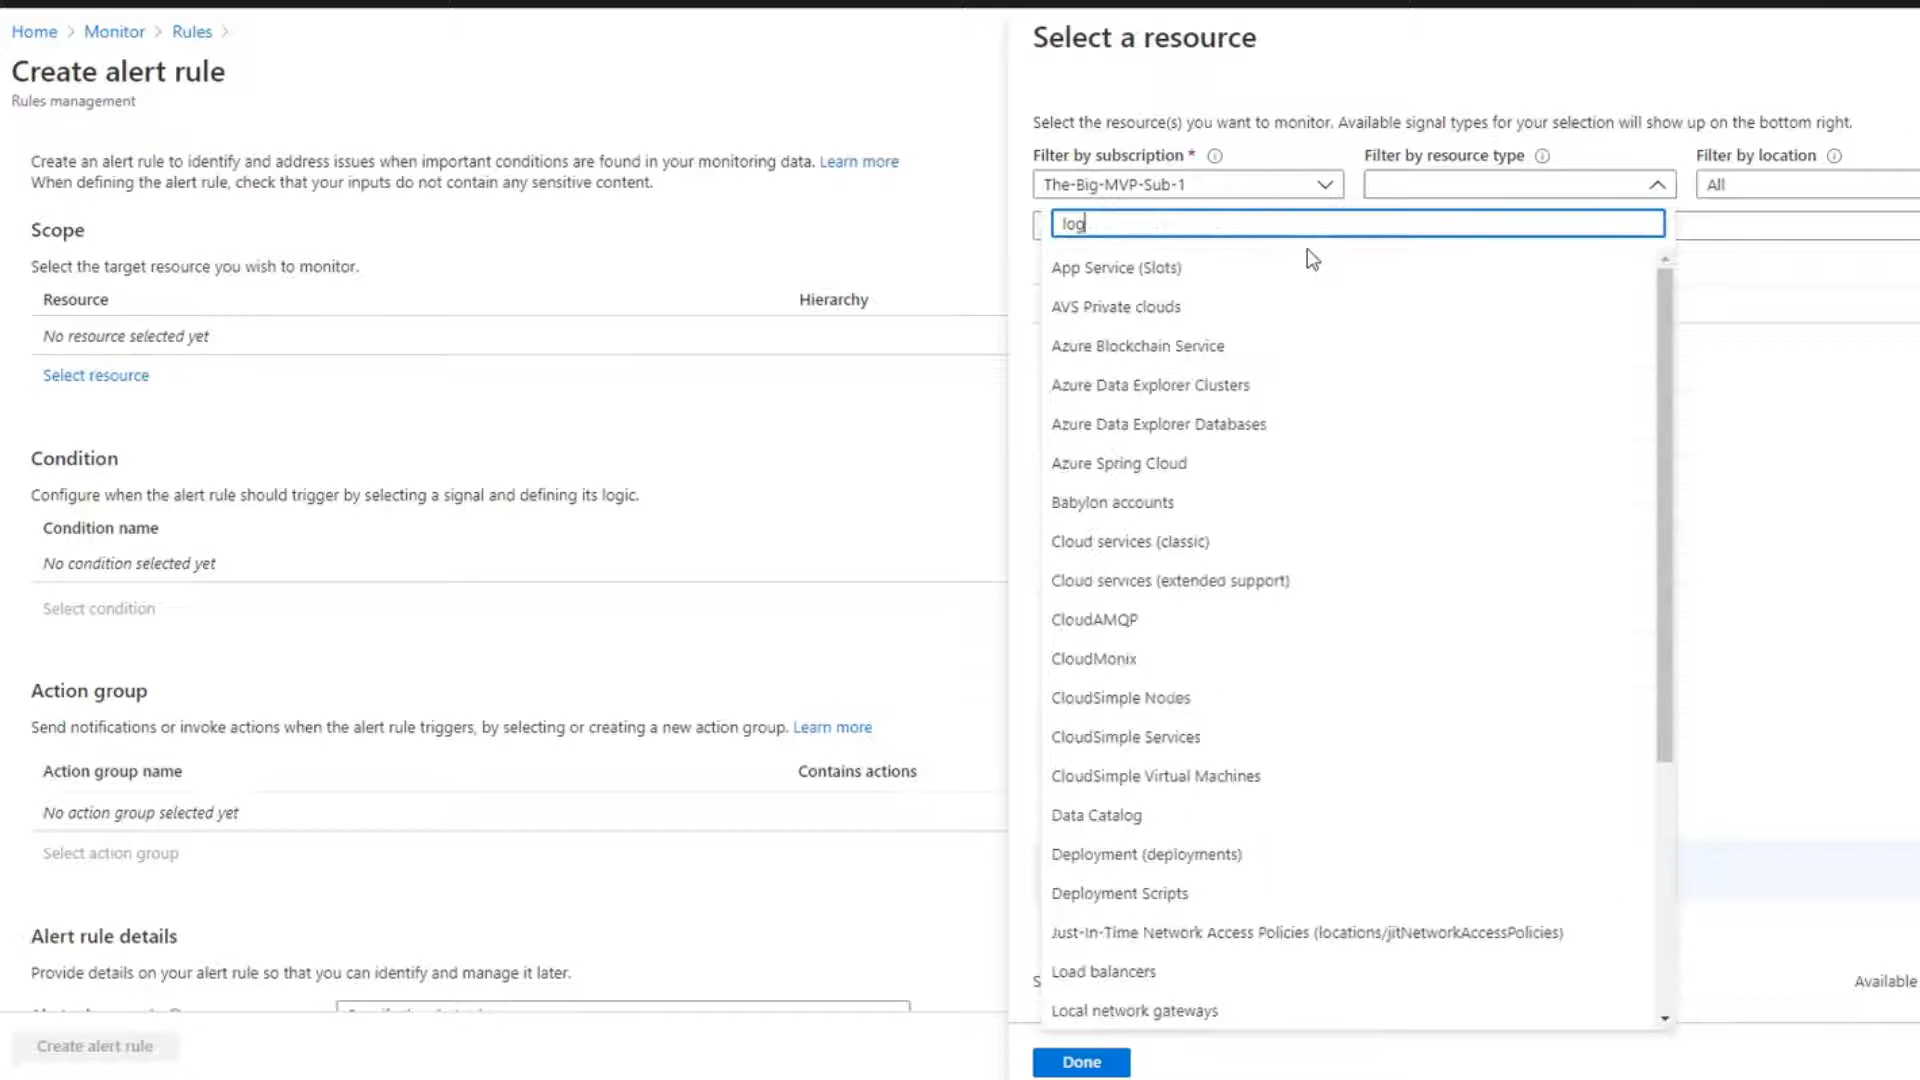 Home > Monitor > Rules >
Create alert rule
Rules management
Create an alert rule to identify and address issues when important conditions are found in your monitoring data. Learn more
When defining the alert rule, check that your inputs do not contain any sensitive content.
Scope
Select the target resource you wish to monitor.
Resource Hierarchy
No resource selected yet
Select resource
Condition
Configure when the alert rule should trigger by selecting a signal and defining its logic.
Condition name
No condition selected yet
Select condition
Action group
Send notifications or invoke actions when the alert rule triggers, by selecting or creating a new action group. Learn more
Action group name Contains actions
No action group selected yet
Select action group
Alert rule details
Provide details on your alert rule so that you can identify and manage it later.
Create alert rule
Select a resource
Select the resource(s) you want to monitor. Available signal types for your selection will show up on the bottom right.
Filter by subscription * Filter by resource type Filter by location
The-Big-MVP-Sub-1 All
log
App Service (Slots)
AVS Private clouds
Azure Blockchain Service
Azure Data Explorer Clusters
Azure Data Explorer Databases
Azure Spring Cloud
Babylon accounts
Cloud services (classic)
Cloud services (extended support)
CloudAMQP
CloudMonix
CloudSimple Nodes
CloudSimple Services
CloudSimple Virtual Machines
Data Catalog
Deployment (deployments)
Deployment Scripts
Just-In-Time Network Access Policies (locations/jitNetworkAccessPolicies)
Load balancers
Available
Local network gateways
Done